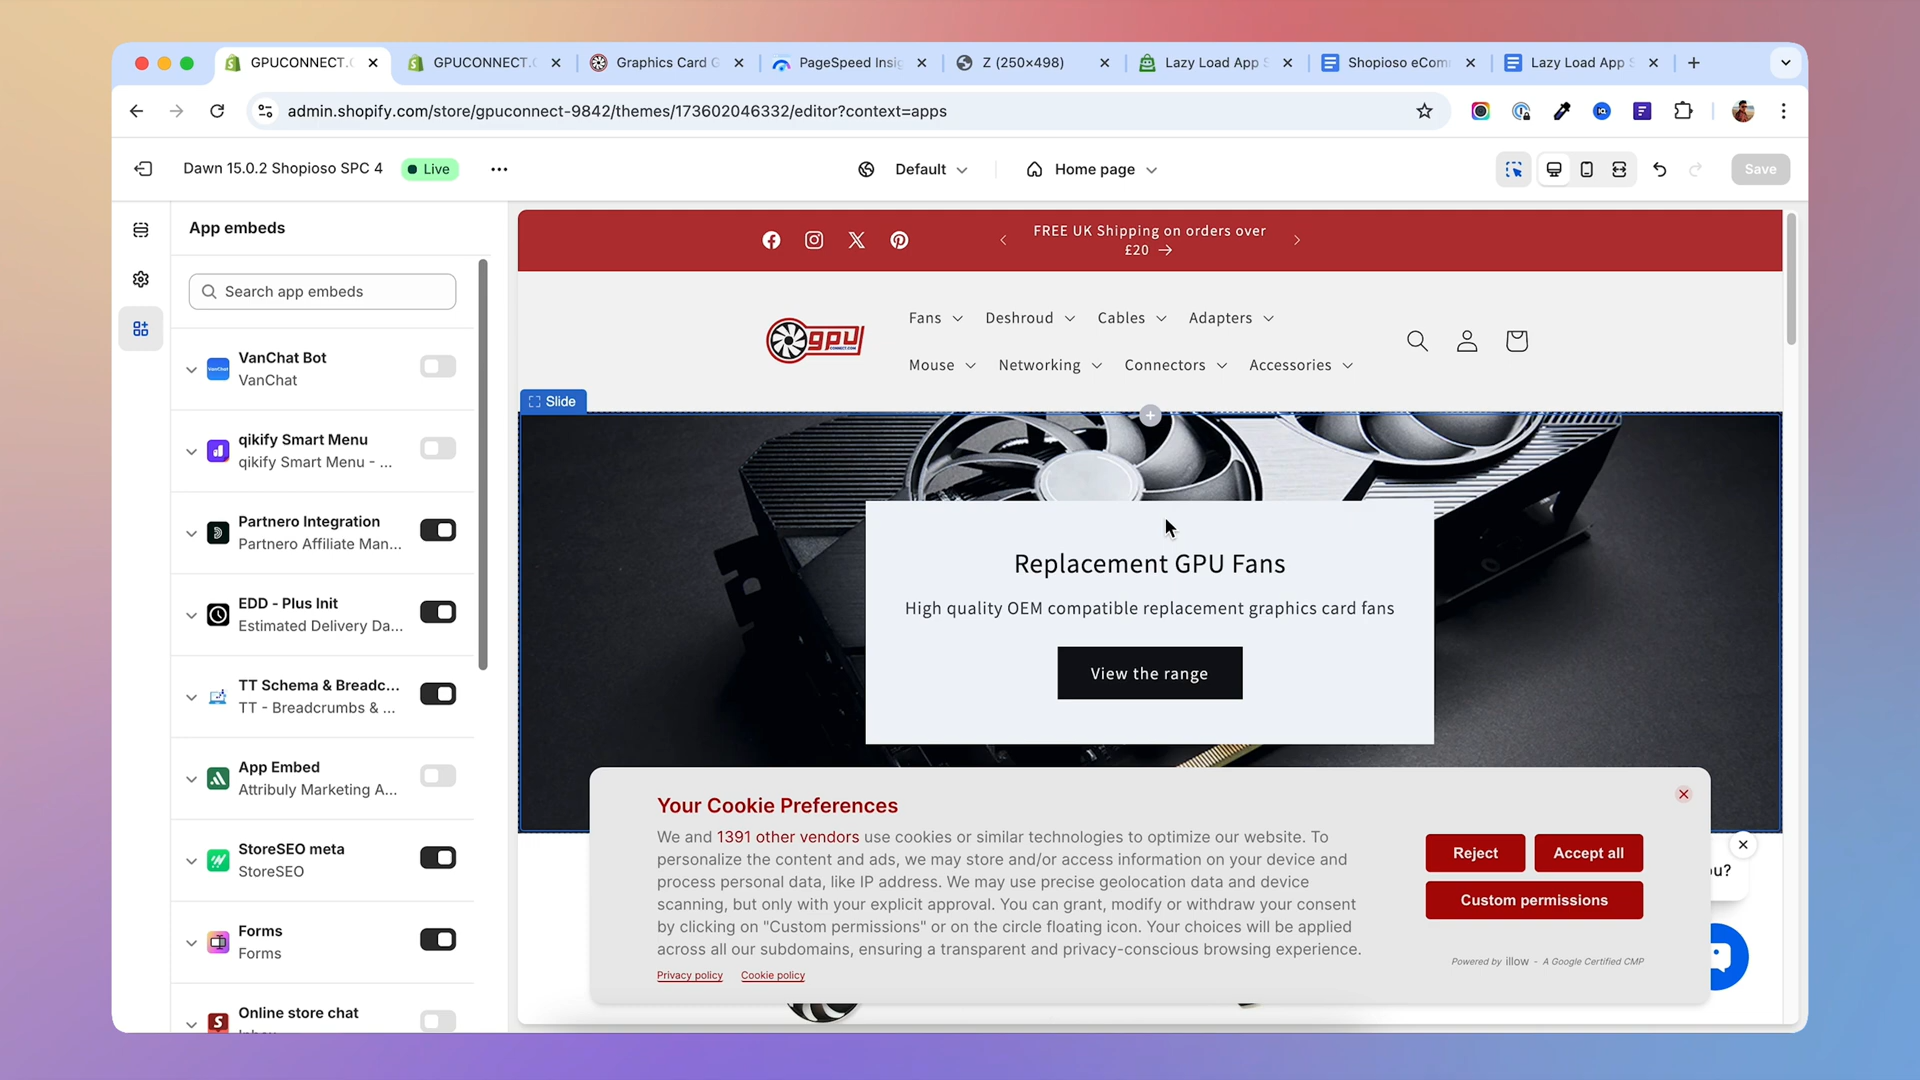 GPUCONNECT.C
GPUCONNECT.C
Graphics Card G
PageSpeed Insig
Z (250×498)
Lazy Load App S
Shopioso eCom
Lazy Load App S
admin.shopify.com/store/gpuconnect-9842/themes/173602046332/editor?context=apps
Dawn 15.0.2 Shopioso SPC 4
Live
Default
Home page
Save
App embeds
Search app embeds
VanChat Bot
VanChat
qikify Smart Menu
qikify Smart Menu - ...
Partnero Integration
Partnero Affiliate Man...
EDD - Plus Init
Estimated Delivery Da...
TT Schema & Breadc...
TT - Breadcrumbs & ...
App Embed
Attribuly Marketing A...
StoreSEO meta
StoreSEO
Forms
Forms
Online store chat
FREE UK Shipping on orders over
£20 →
gpu
CONNECT.COM
Fans
Deshroud
Cables
Adapters
Mouse
Networking
Connectors
Accessories
Slide
Replacement GPU Fans
High quality OEM compatible replacement graphics card fans
View the range
Your Cookie Preferences
We and 1391 other vendors use cookies or similar technologies to optimize our website. To
personalize the content and ads, we may store and/or access information on your device and
process personal data, like IP address. We may use precise geolocation data and device
scanning, but only with your explicit approval. You can grant, modify or withdraw your consent
by clicking on "Custom permissions" or on the circle floating icon. Your choices will be applied
across all our subdomains, ensuring a transparent and privacy-conscious browsing experience.
Privacy policy
Cookie policy
Reject
Accept all
Custom permissions
Powered by illow - A Google Certified CMP
ou?